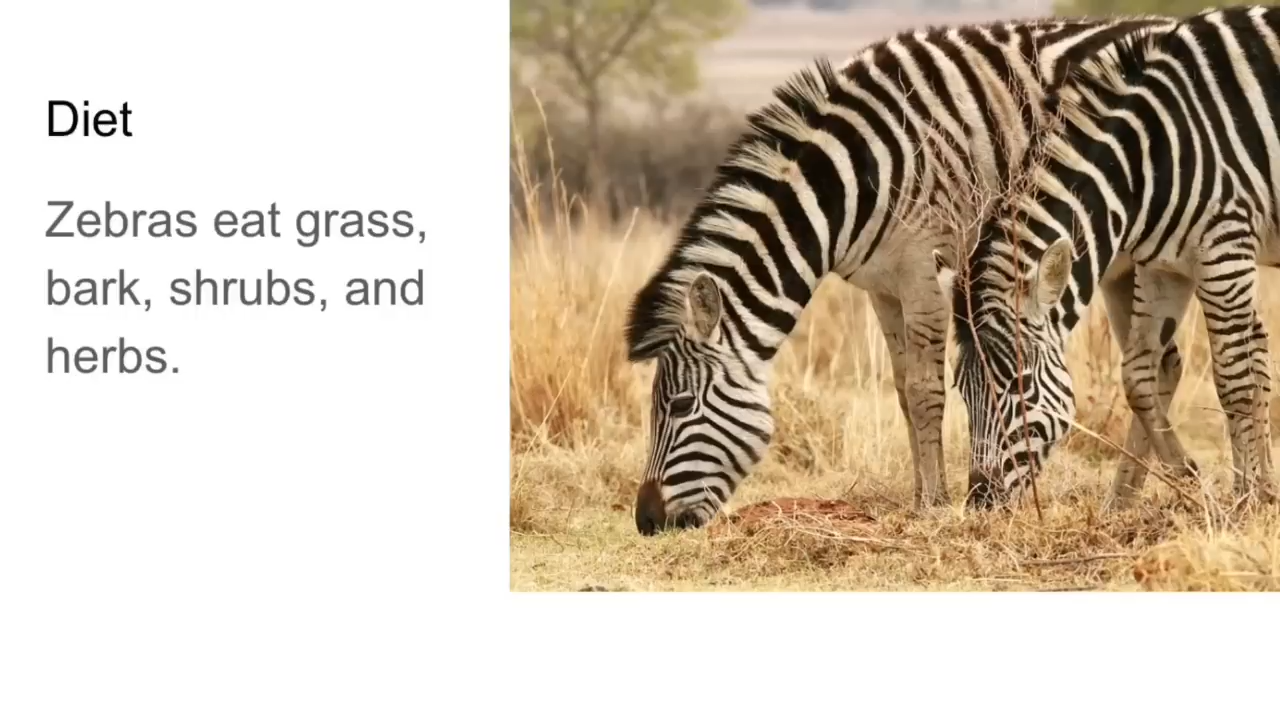 Diet
Zebras eat grass,
bark, shrubs, and
herbs.